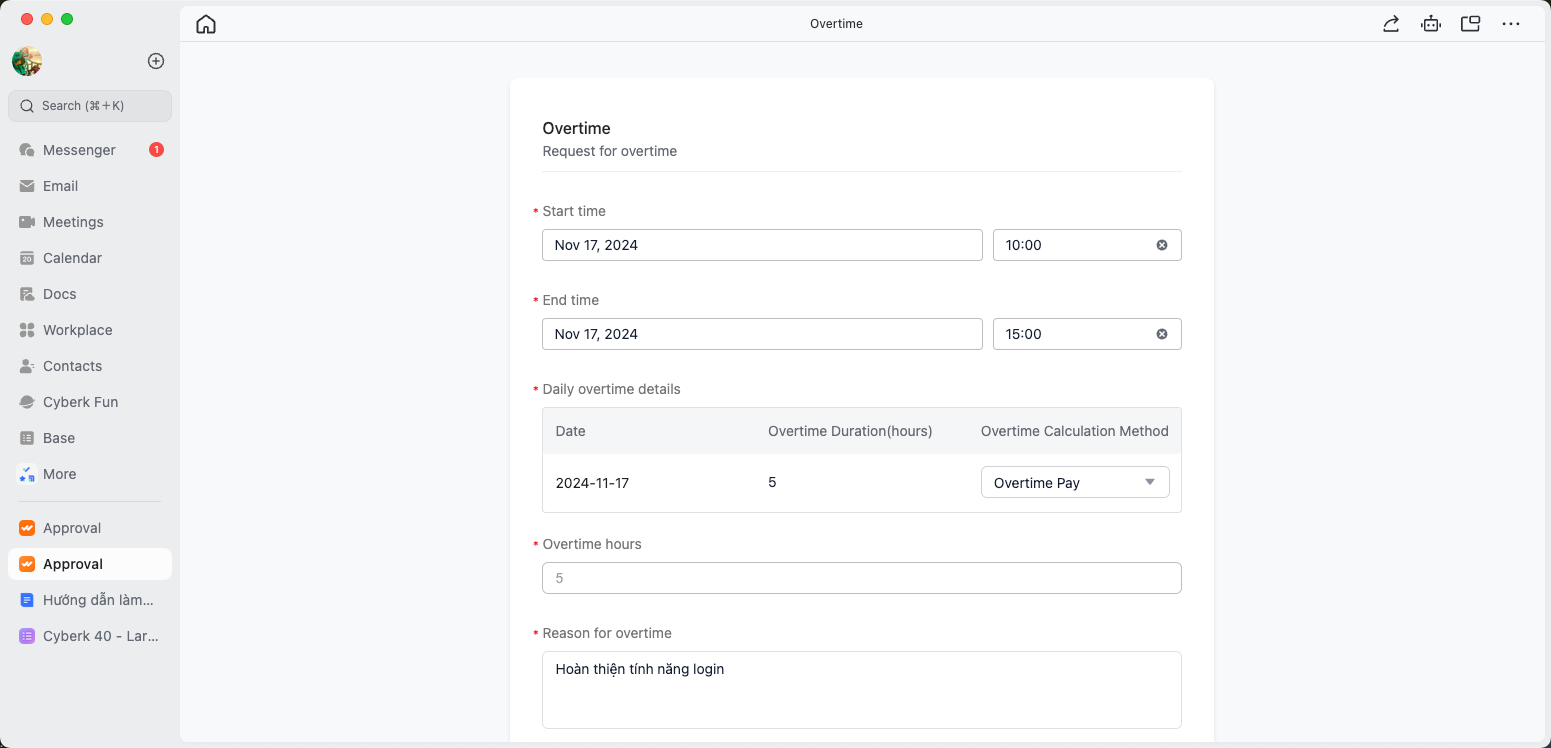 Overtime
Search (⌘+K)
Messenger 1
Email
Meetings
20 Calendar
Docs
Workplace
Contacts
Cyberk Fun
Base
More
Approval
Approval
Hướng dẫn làm...
Cyberk 40 - Lar...
Overtime
Request for overtime
* Start time
Nov 17, 2024 10:00
* End time
Nov 17, 2024 15:00
* Daily overtime details
Date Overtime Duration(hours) Overtime Calculation Method
2024-11-17 5 Overtime Pay
* Overtime hours
5
* Reason for overtime
Hoàn thiện tính năng login